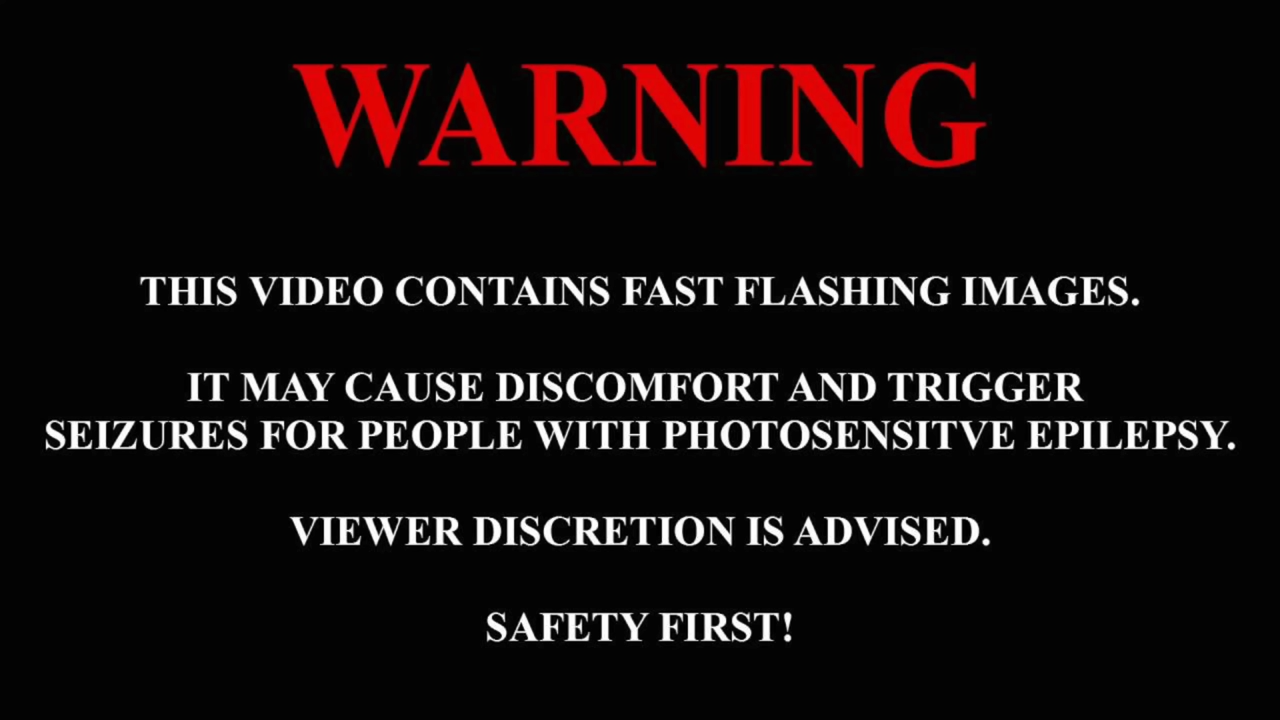 WARNING
THIS VIDEO CONTAINS FAST FLASHING IMAGES.
IT MAY CAUSE DISCOMFORT AND TRIGGER
SEIZURES FOR PEOPLE WITH PHOTOSENSITVE EPILEPSY.
VIEWER DISCRETION IS ADVISED.
SAFETY FIRST!